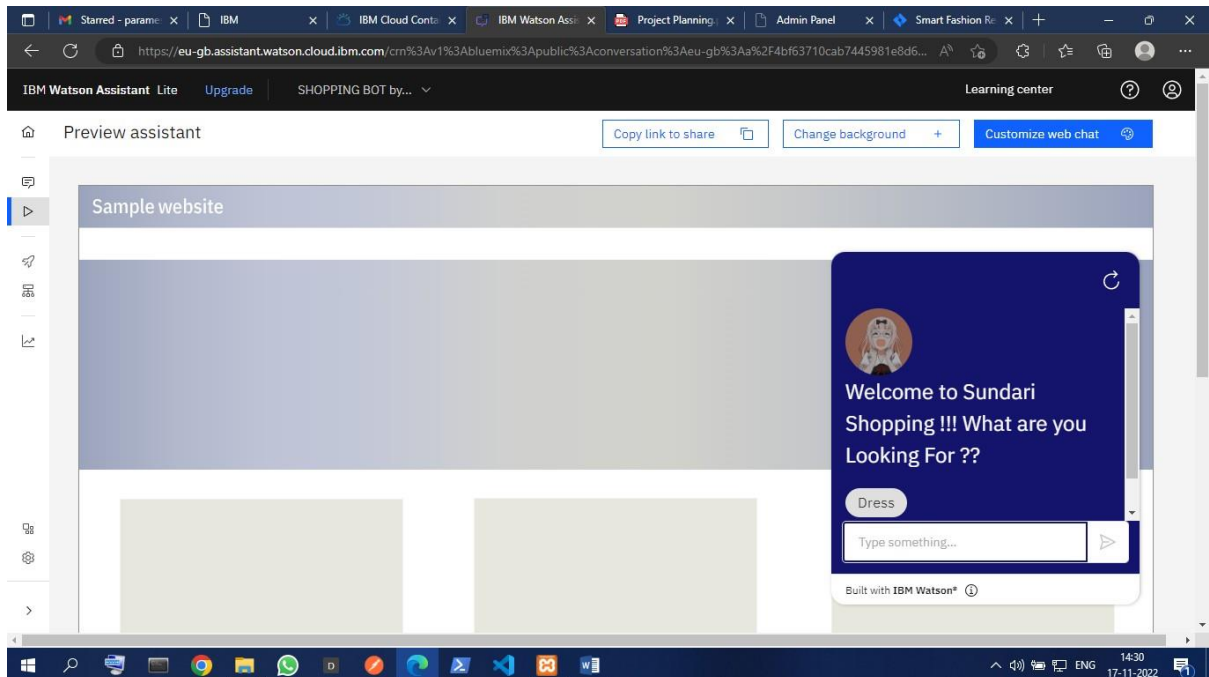 Starred - parame
IBM
IBM Cloud Conta
IBM Watson Assis
Project Planning.
Admin Panel
Smart Fashion Re
https://eu-gb.assistant.watson.cloud.ibm.com/crn%3Av1%3Abluemix%3Apublic%3Aconversation%3Aeu-gb%3Aa%2F4bf63710cab7445981e8d6...
IBM Watson Assistant Lite Upgrade SHOPPING BOT by... Learning center
Preview assistant
Copy link to share
Change background +
Customize web chat
Sample website
Welcome to Sundari
Shopping !!! What are you
Looking For ??
Dress
Type something...
Built with IBM Watson®
ENG
14:30
17-11-2022